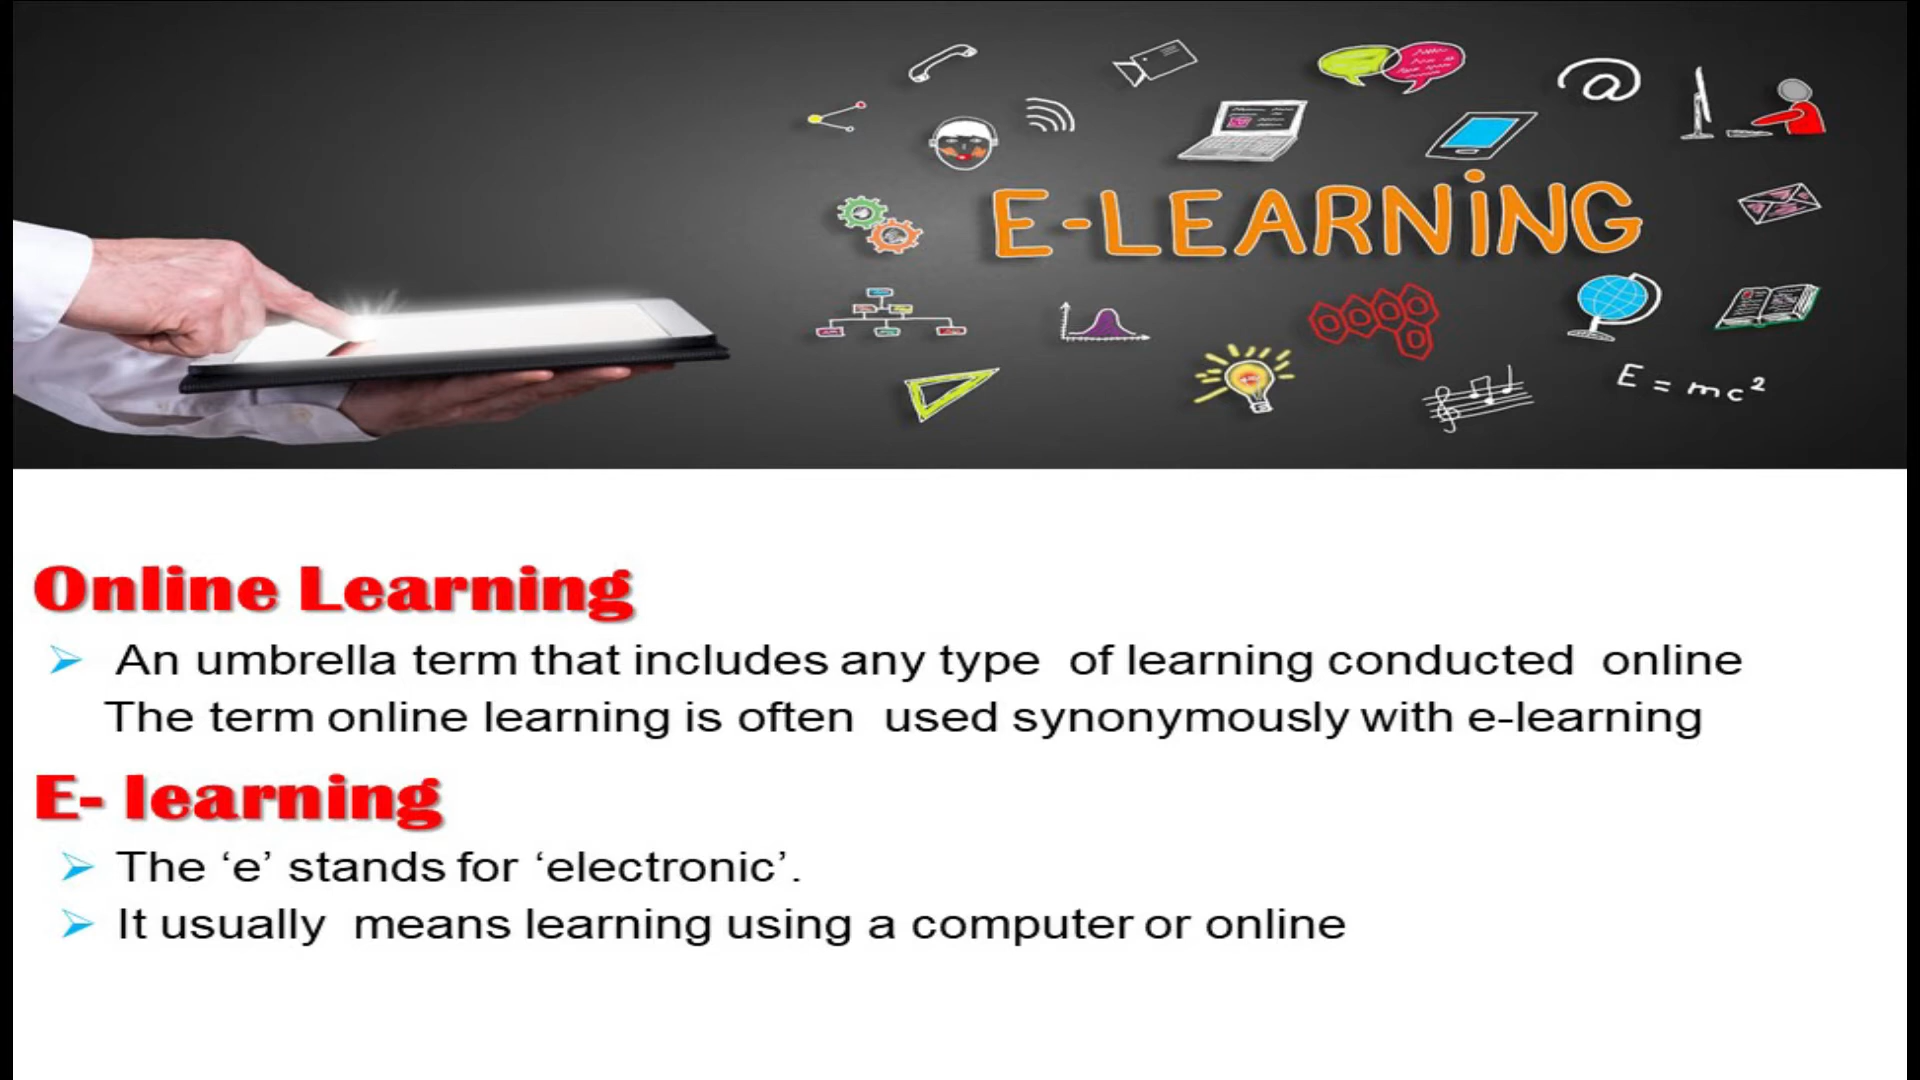 E-LEARNiNG
E = mc²
Online Learning
An umbrella term that includes any type of learning conducted online
The term online learning is often used synonymously with e-learning
E- learning
The ‘e’ stands for ‘electronic’.
It usually means learning using a computer or online